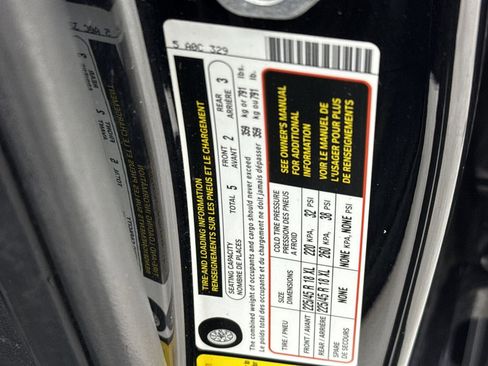 5 A0C 329
TIRE AND LOADING INFORMATION
RENSEIGNEMENTS SUR LES PNEUS ET LE CHARGEMENT
SEATING CAPACITY TOTAL 5 FRONT 2 REAR 3
NOMBRE DE PLACES AVANT ARRIÈRE
The combined weight of occupants and cargo should never exceed 359 kg or 791 lbs.
Le poids total des occupants et du chargement ne doit jamais dépasser 359 kg ou 791 lb.
TIRE / PNEU SIZE DIMENSIONS COLD TIRE PRESSURE PRESSION DES PNEUS A FROID
FRONT / AVANT 225/45 R 18 XL 220 KPA, 32 PSI
REAR / ARRIÈRE 225/45 R 18 XL 260 KPA, 38 PSI
SPARE DE SECOURS NONE NONE KPA, NONE PSI
SEE OWNER'S MANUAL
FOR ADDITIONAL
INFORMATION
VOIR LE MANUEL DE
L'USAGER POUR PLUS
DE RENSEIGNEMENTS